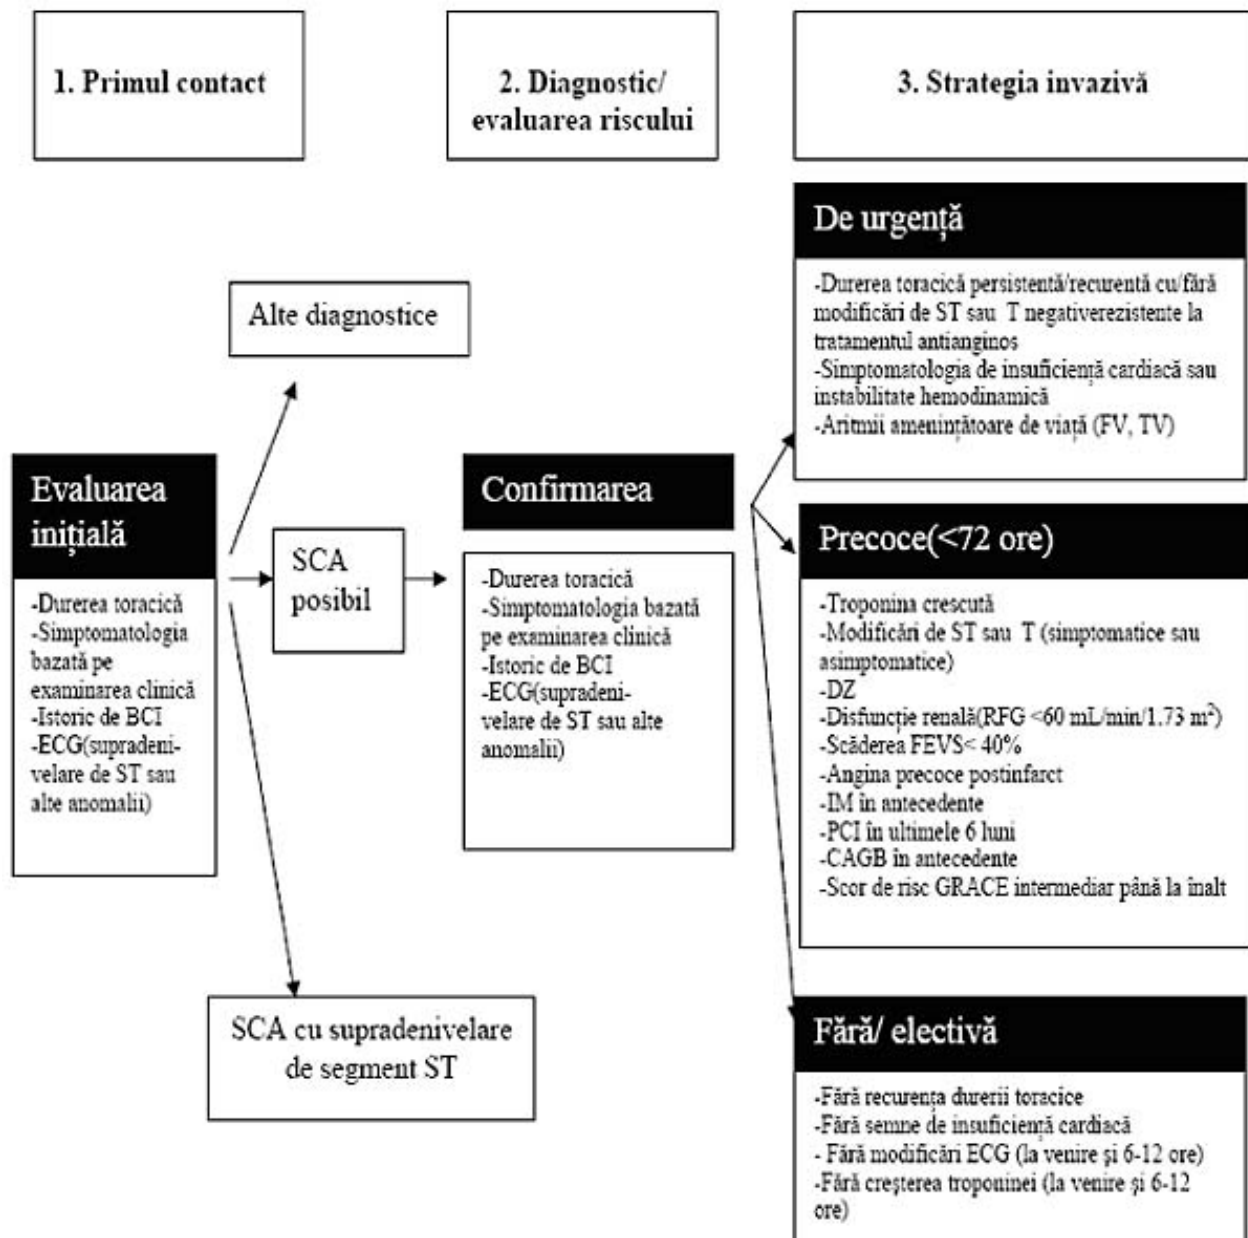 1. Primul contact
2. Diagnostic/
evaluarea riscului
3. Strategia invazivă
De urgență
-Durerea toracică persistentă/recurentă cu/fără
modificări de ST sau T negativerezistente la
tratamentul antianginos
-Simptomatologia de insuficiență cardiacă sau
instabilitate hemodinamică
-Aritmii amenințătoare de viață (FV, TV)
Alte diagnostice
Evaluarea
inițială
-Durerea toracică
-Simptomatologia
bazată pe
examinarea clinică
-Istoric de BCI
-ECG(supradeni-
velare de ST sau
alte anomalii)
SCA
posibil
Confirmarea
-Durerea toracică
-Simptomatologia bazată
pe examinarea clinică
-Istoric de BCI
-ECG(supradeni-
velare de ST sau alte
anomalii)
Precoce(<72 ore)
-Troponina crescută
-Modificări de ST sau T (simptomatice sau
asimptomatice)
-DZ
-Disfuncție renală(RFG <60 mL/min/1.73 m²)
-Scăderea FEVS< 40%
-Angina precoce postinfarct
-IM în antecedente
-PCI în ultimele 6 luni
-CAGB în antecedente
-Scor de risc GRACE intermediar până la înalt
SCA cu supradenivelare
de segment ST
Fără/ electivă
-Fără recurența durerii toracice
-Fără semne de insuficiență cardiacă
- Fără modificări ECG (la venire și 6-12 ore)
-Fără creșterea troponinei (la venire și 6-12
ore)